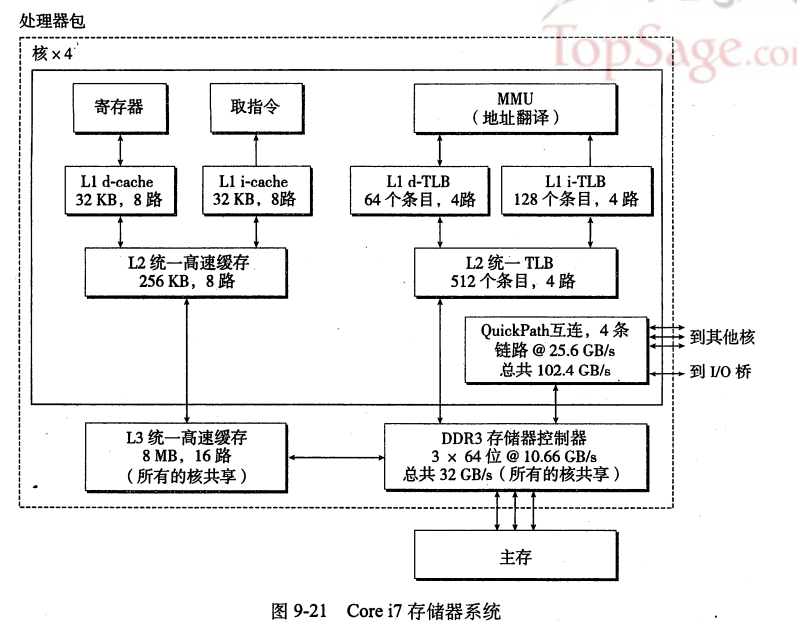 TopSage.com
处理器包
核×4
寄存器
取指令
MMU
（地址翻译）
L1 d-cache
32 KB，8 路
L1 i-cache
32 KB，8路
L1 d-TLB
64 个条目，4路
L1 i-TLB
128 个条目，4 路
L2 统一高速缓存
256 KB，8 路
L2 统一 TLB
512 个条目，4 路
QuickPath互连，4 条
链路 @ 25.6 GB/s
总共 102.4 GB/s
到其他核
到 I/O 桥
L3 统一高速缓存
8 MB，16 路
（所有的核共享）
DDR3 存储器控制器
3 × 64 位 @ 10.66 GB/s
总共 32 GB/s（所有的核共享）
主存
图 9-21 Core i7 存储器系统